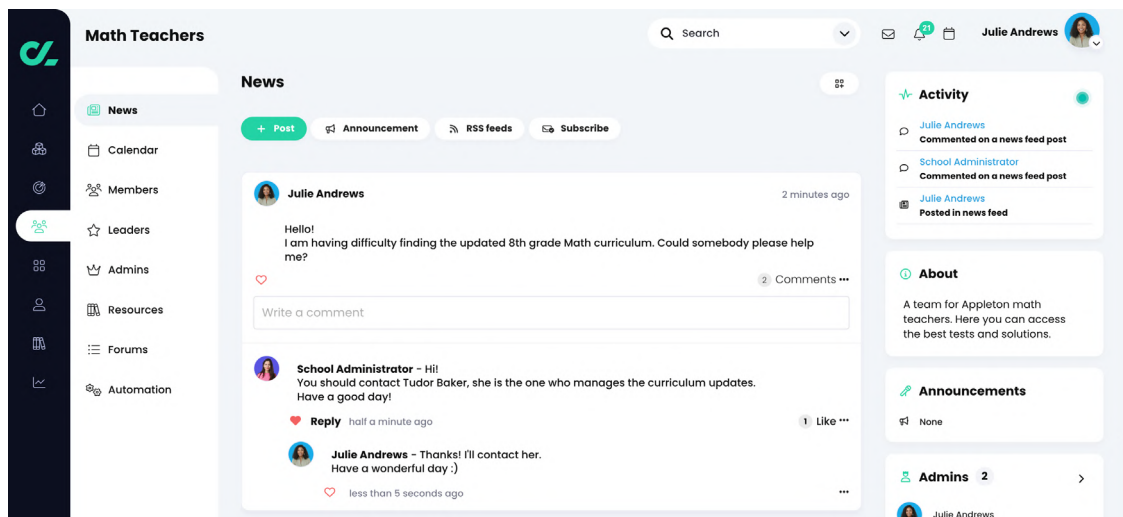 Math Teachers
Search
21
Julie Andrews
News
Calendar
Members
Leaders
Admins
Resources
Forums
Automation
News
+ Post
Announcement
RSS feeds
Subscribe
Julie Andrews
2 minutes ago
Hello!
I am having difficulty finding the updated 8th grade Math curriculum. Could somebody please help
me?
2 Comments •••
Write a comment
School Administrator - Hi!
You should contact Tudor Baker, she is the one who manages the curriculum updates.
Have a good day!
Reply half a minute ago
1 Like •••
Julie Andrews - Thanks! I'll contact her.
Have a wonderful day :)
less than 5 seconds ago
•••
Activity
Julie Andrews
Commented on a news feed post
School Administrator
Commented on a news feed post
Julie Andrews
Posted in news feed
About
A team for Appleton math
teachers. Here you can access
the best tests and solutions.
Announcements
None
Admins 2
Julie Andrews